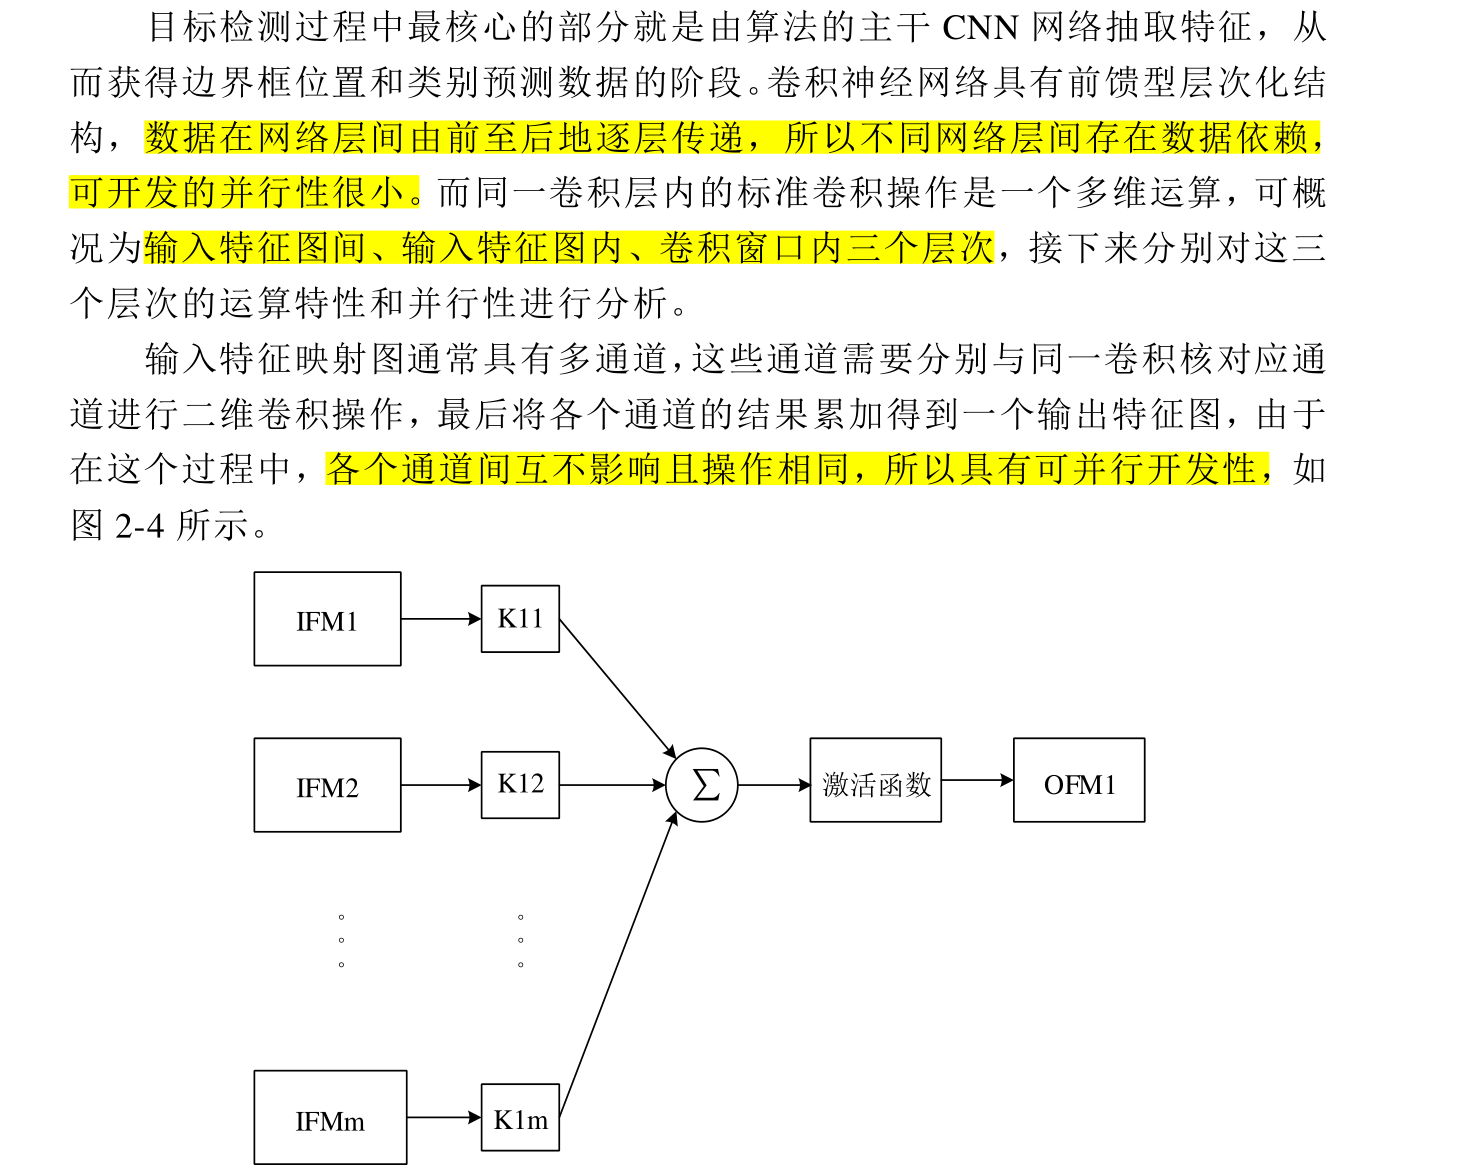 目标检测过程中最核心的部分就是由算法的主干 CNN 网络抽取特征，从
而获得边界框位置和类别预测数据的阶段。卷积神经网络具有前馈型层次化结
构，数据在网络层间由前至后地逐层传递，所以不同网络层间存在数据依赖，
可开发的并行性很小。而同一卷积层内的标准卷积操作是一个多维运算，可概
况为输入特征图间、输入特征图内、卷积窗口内三个层次，接下来分别对这三
个层次的运算特性和并行性进行分析。
输入特征映射图通常具有多通道，这些通道需要分别与同一卷积核对应通
道进行二维卷积操作，最后将各个通道的结果累加得到一个输出特征图，由于
在这个过程中，各个通道间互不影响且操作相同，所以具有可并行开发性，如
图 2-4 所示。
IFM1
K11
IFM2
K12
∑
激活函数
OFM1
IFMm
K1m